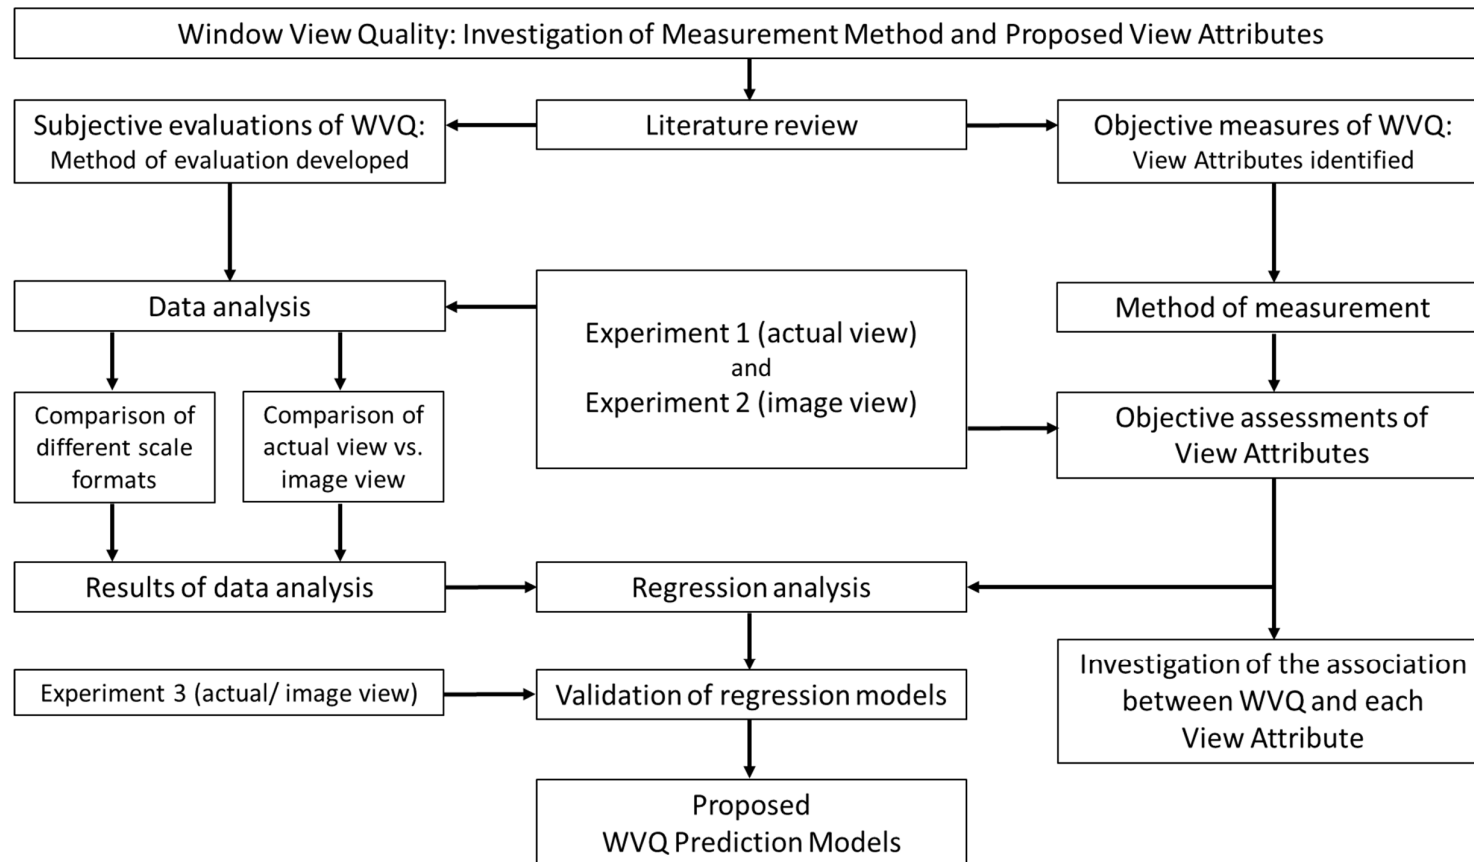 Window View Quality: Investigation of Measurement Method and Proposed View Attributes
Subjective evaluations of WVQ:
Method of evaluation developed
Literature review
Objective measures of WVQ:
View Attributes identified
Data analysis
Experiment 1 (actual view)
and
Experiment 2 (image view)
Method of measurement
Comparison of
different scale
formats
Comparison of
actual view vs.
image view
Objective assessments of
View Attributes
Results of data analysis
Regression analysis
Investigation of the association
between WVQ and each
View Attribute
Experiment 3 (actual/ image view)
Validation of regression models
Proposed
WVQ Prediction Models